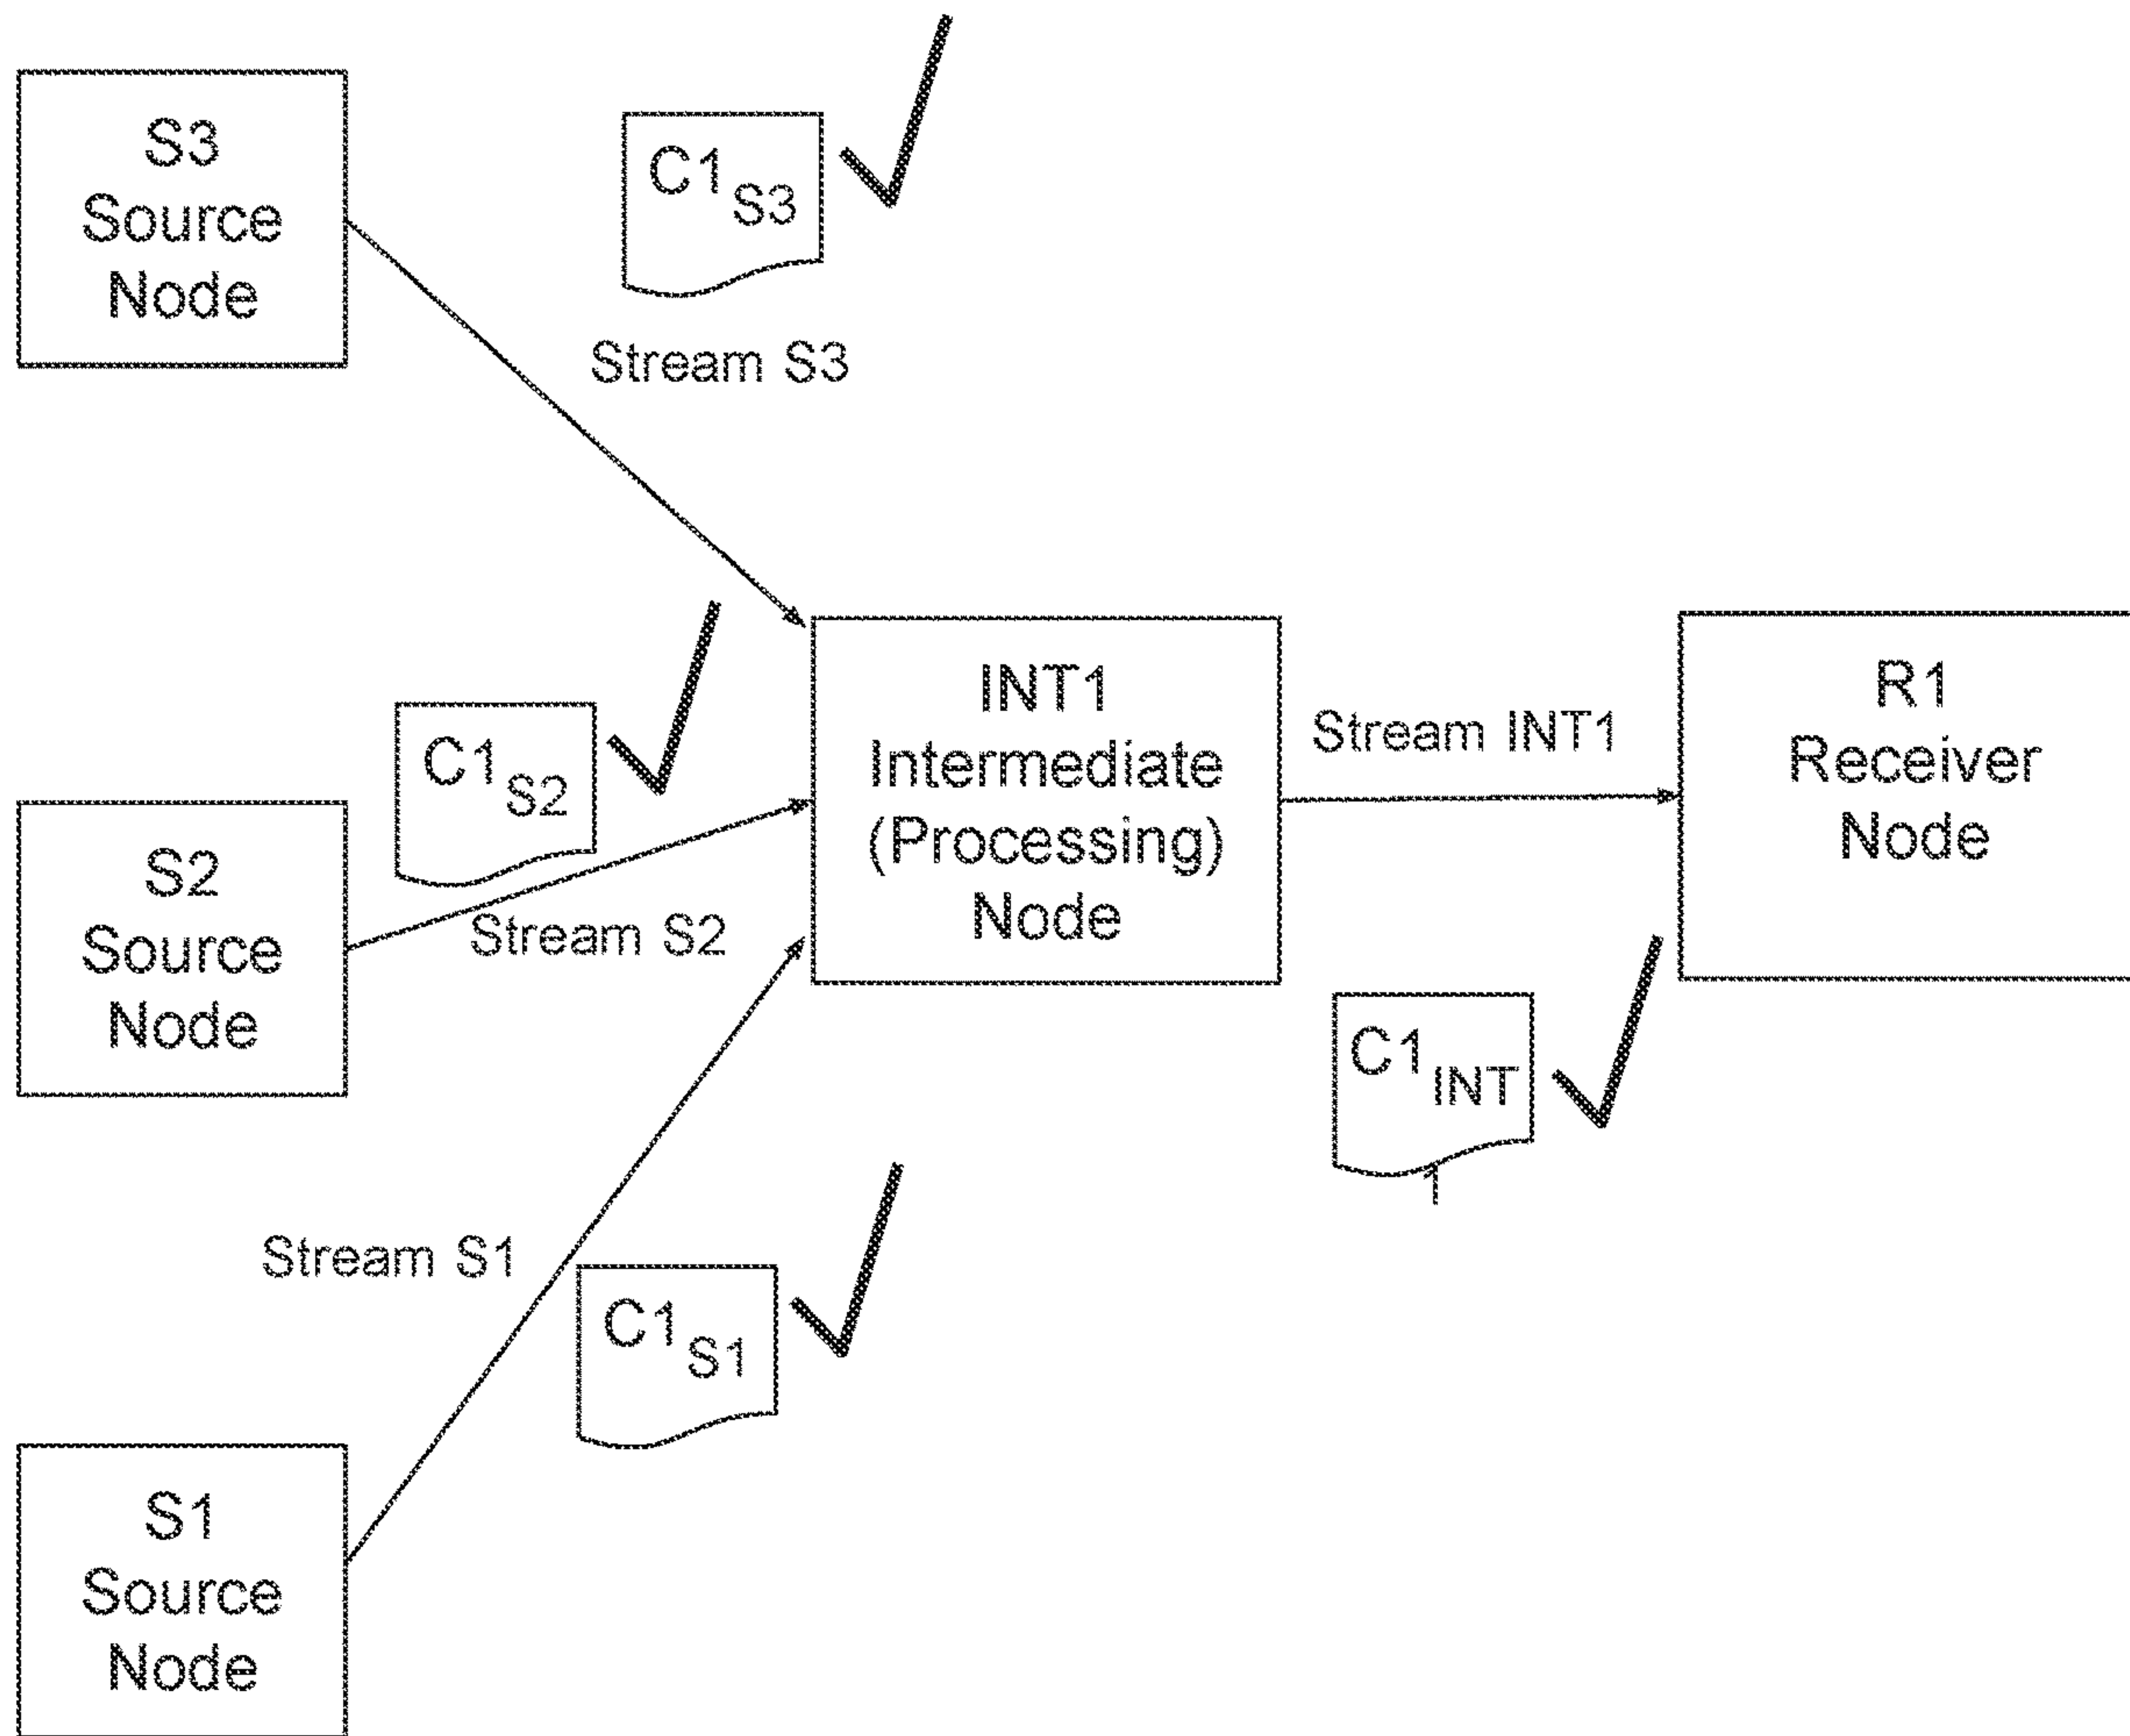 S3
Source
Node
C1S3
Stream S3
C1S2
Stream S2
S2
Source
Node
INT1
Intermediate
(Processing)
Node
Stream INT1
R1
Receiver
Node
C1INT
1
Stream S1
C1S1
S1
Source
Node